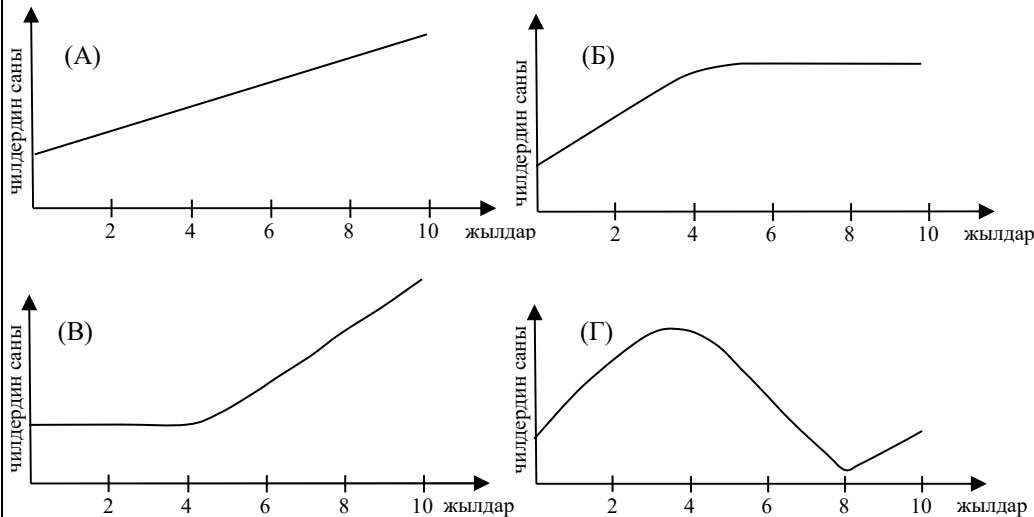 (А)
чилдердин саны
2 4 6 8 10 жылдар
(Б)
чилдердин саны
2 4 6 8 10 жылдар
(В)
чилдердин саны
2 4 6 8 10 жылдар
(Г)
чилдердин саны
2 4 6 8 10 жылдар